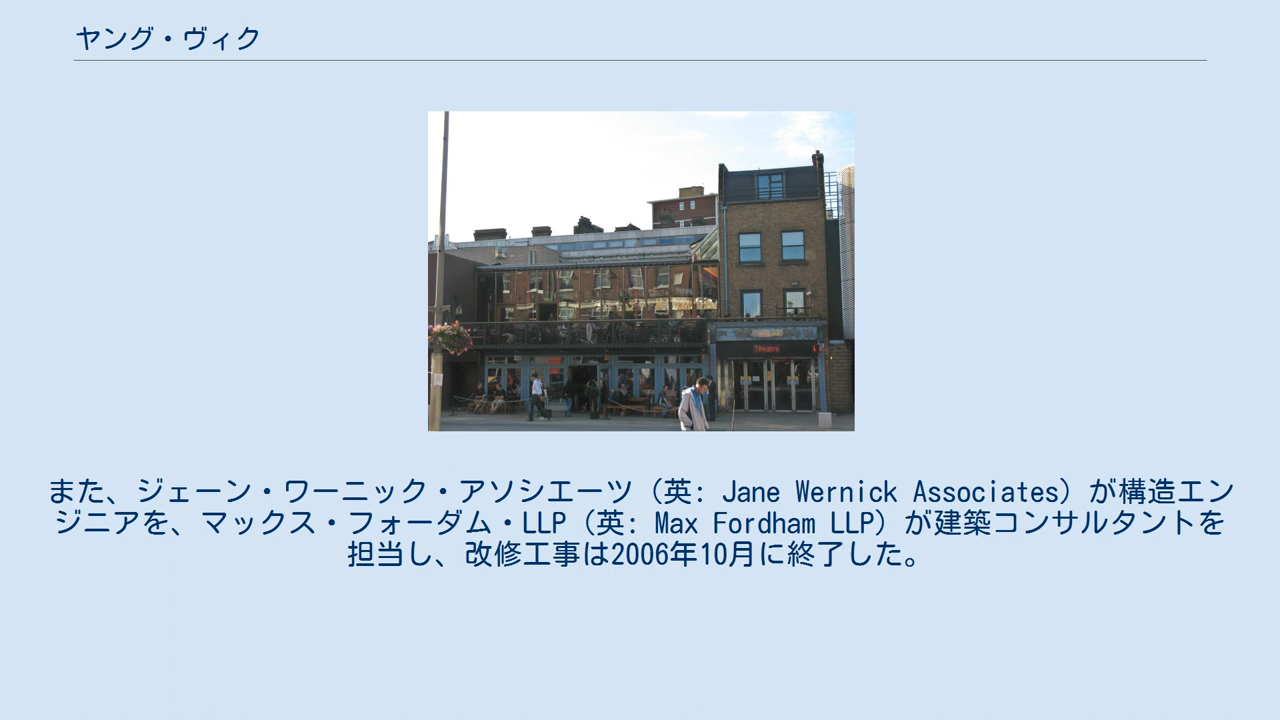 ヤング・ヴィク
Theatre
また、ジェーン・ワーニック・アソシエーツ（英: Jane Wernick Associates）が構造エン
ジニアを、マックス・フォーダム・LLP（英: Max Fordham LLP）が建築コンサルタントを
担当し、改修工事は2006年10月に終了した。